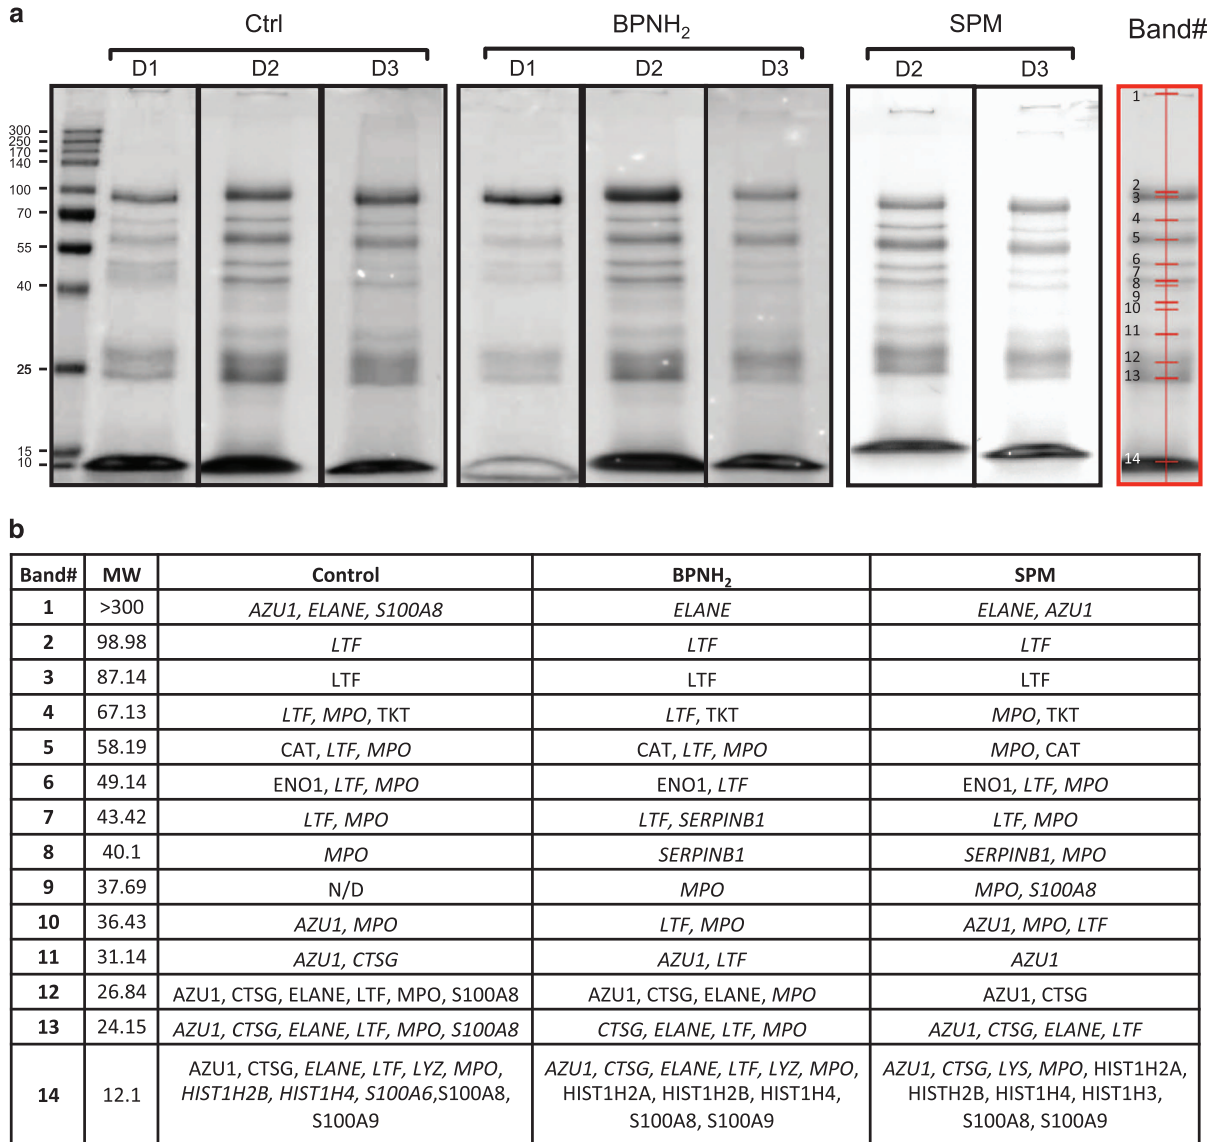 a
Ctrl BPNH2 SPM Band#
D1 D2 D3 D1 D2 D3 D2 D3
300
250
170
140
100
70
55
40
25
15
10
1
2
3
4
5
6
7
8
9
10
11
12
13
14
b
Band# MW Control BPNH2 SPM
1 >300 AZU1, ELANE, S100A8 ELANE ELANE, AZU1
2 98.98 LTF LTF LTF
3 87.14 LTF LTF LTF
4 67.13 LTF, MPO, TKT LTF, TKT MPO, TKT
5 58.19 CAT, LTF, MPO CAT, LTF, MPO MPO, CAT
6 49.14 ENO1, LTF, MPO ENO1, LTF ENO1, LTF, MPO
7 43.42 LTF, MPO LTF, SERPINB1 LTF, MPO
8 40.1 MPO SERPINB1 SERPINB1, MPO
9 37.69 N/D MPO MPO, S100A8
10 36.43 AZU1, MPO LTF, MPO AZU1, MPO, LTF
11 31.14 AZU1, CTSG AZU1, LTF AZU1
12 26.84 AZU1, CTSG, ELANE, LTF, MPO, S100A8 AZU1, CTSG, ELANE, MPO AZU1, CTSG
13 24.15 AZU1, CTSG, ELANE, LTF, MPO, S100A8 CTSG, ELANE, LTF, MPO AZU1, CTSG, ELANE, LTF
AZU1, CTSG, ELANE, LTF, LYZ, MPO, AZU1, CTSG, ELANE, LTF, LYZ, MPO, AZU1, CTSG, LYS, MPO, HIST1H2A,
14 12.1 HIST1H2B, HIST1H4, S100A6,S100A8, HIST1H2A, HIST1H2B, HIST1H4, HISTH2B, HIST1H4, HIST1H3,
S100A9 S100A8, S100A9 S100A8, S100A9